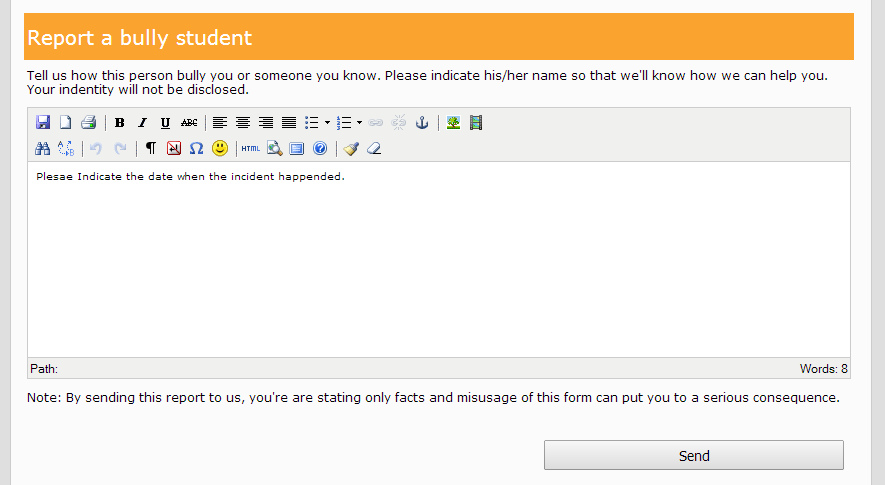 Report a bully student
Tell us how this person bully you or someone you know. Please indicate his/her name so that we'll know how we can help you.
Your indentity will not be disclosed.
B I U ABC
HTML
Plesae Indicate the date when the incident happended.
Path: Words: 8
Note: By sending this report to us, you're are stating only facts and misusage of this form can put you to a serious consequence.
Send